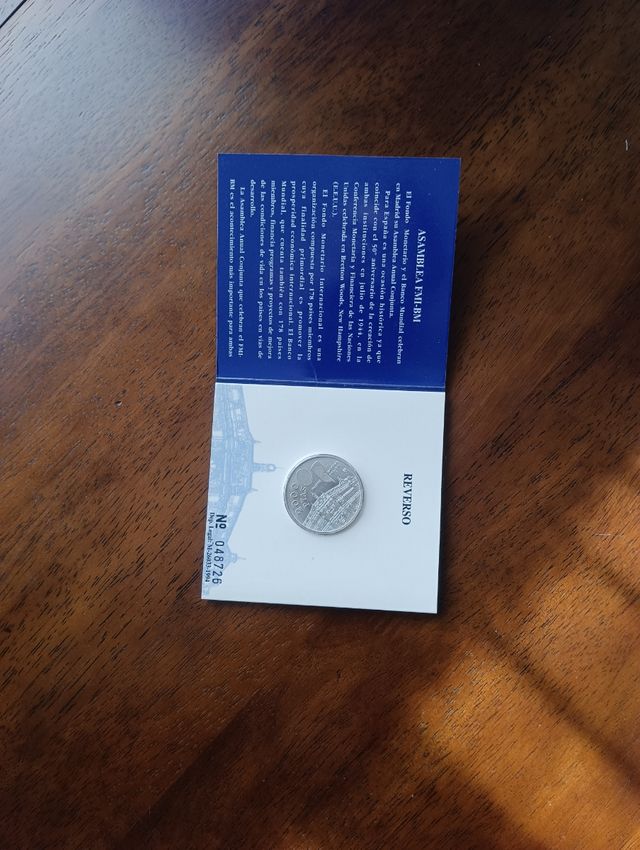 ASAMBLEA FMI-BM
El Fondo Monetario y el Banco Mundial celebran
en Madrid su Asamblea Anual Conjunta.
Para España es una ocasión histórica ya que
coincide con el 50º aniversario de la creación de
ambas instituciones en julio de 1944, en la
Conferencia Monetaria y Financiera de las Naciones
Unidas celebrada en Bretton Woods, New Hampshire
(E.E.U.U.).
El Fondo Monetario Internacional es una
organización compuesta por 178 países miembros
cuya finalidad primordial es promover la
prosperidad económica internacional. El Banco
Mundial, que cuenta también con 178 países
miembros, financia programas y proyectos de mejora
de las condiciones de vida en los países en vías de
desarrollo.
La Asamblea Anual Conjunta que celebran el FMI-
BM es el acontecimiento más importante para ambas
REVERSO
2000
Nº 048726
Dep. Legal: M-26033-1994